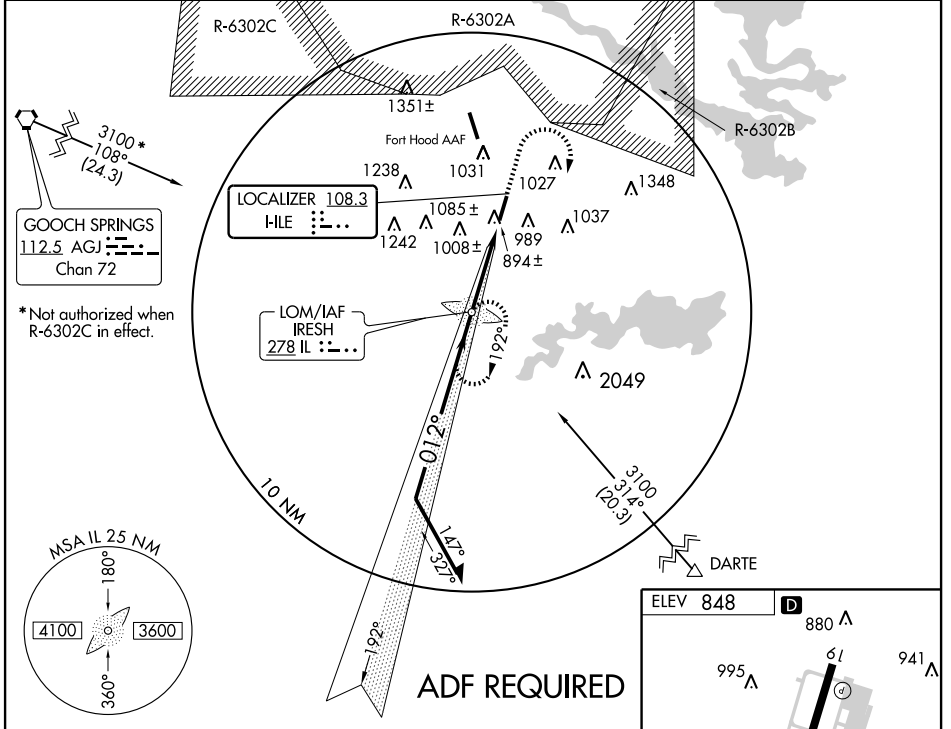 R-6302C
R-6302A
R-6302B
1351±
Fort Hood AAF
3100 *
108°
(24.3)
1238
1031
1027
1348
LOCALIZER 108.3
I-ILE
1242
1085 ±
1008 ±
989
1037
894 ±
GOOCH SPRINGS
112.5 AGJ
Chan 72
* Not authorized when
R-6302C in effect.
LOM/IAF
IRESH
278 IL
192°
2049
012°
10 NM
3100
314°
(20.3)
147°
327°
DARTE
MSA IL 25 NM
180°
4100
3600
360°
192°
ADF REQUIRED
ELEV 848
D
880
19
995
941
P